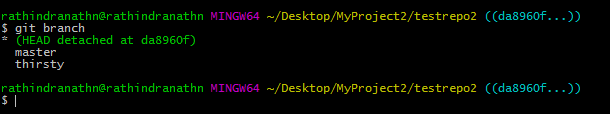 rathindranathn@rathindranathn MINGW64 ~/Desktop/MyProject2/testrepo2 ((da8960f...))
$ git branch
* (HEAD detached at da8960f)
  master
  thirsty
rathindranathn@rathindranathn MINGW64 ~/Desktop/MyProject2/testrepo2 ((da8960f...))
$